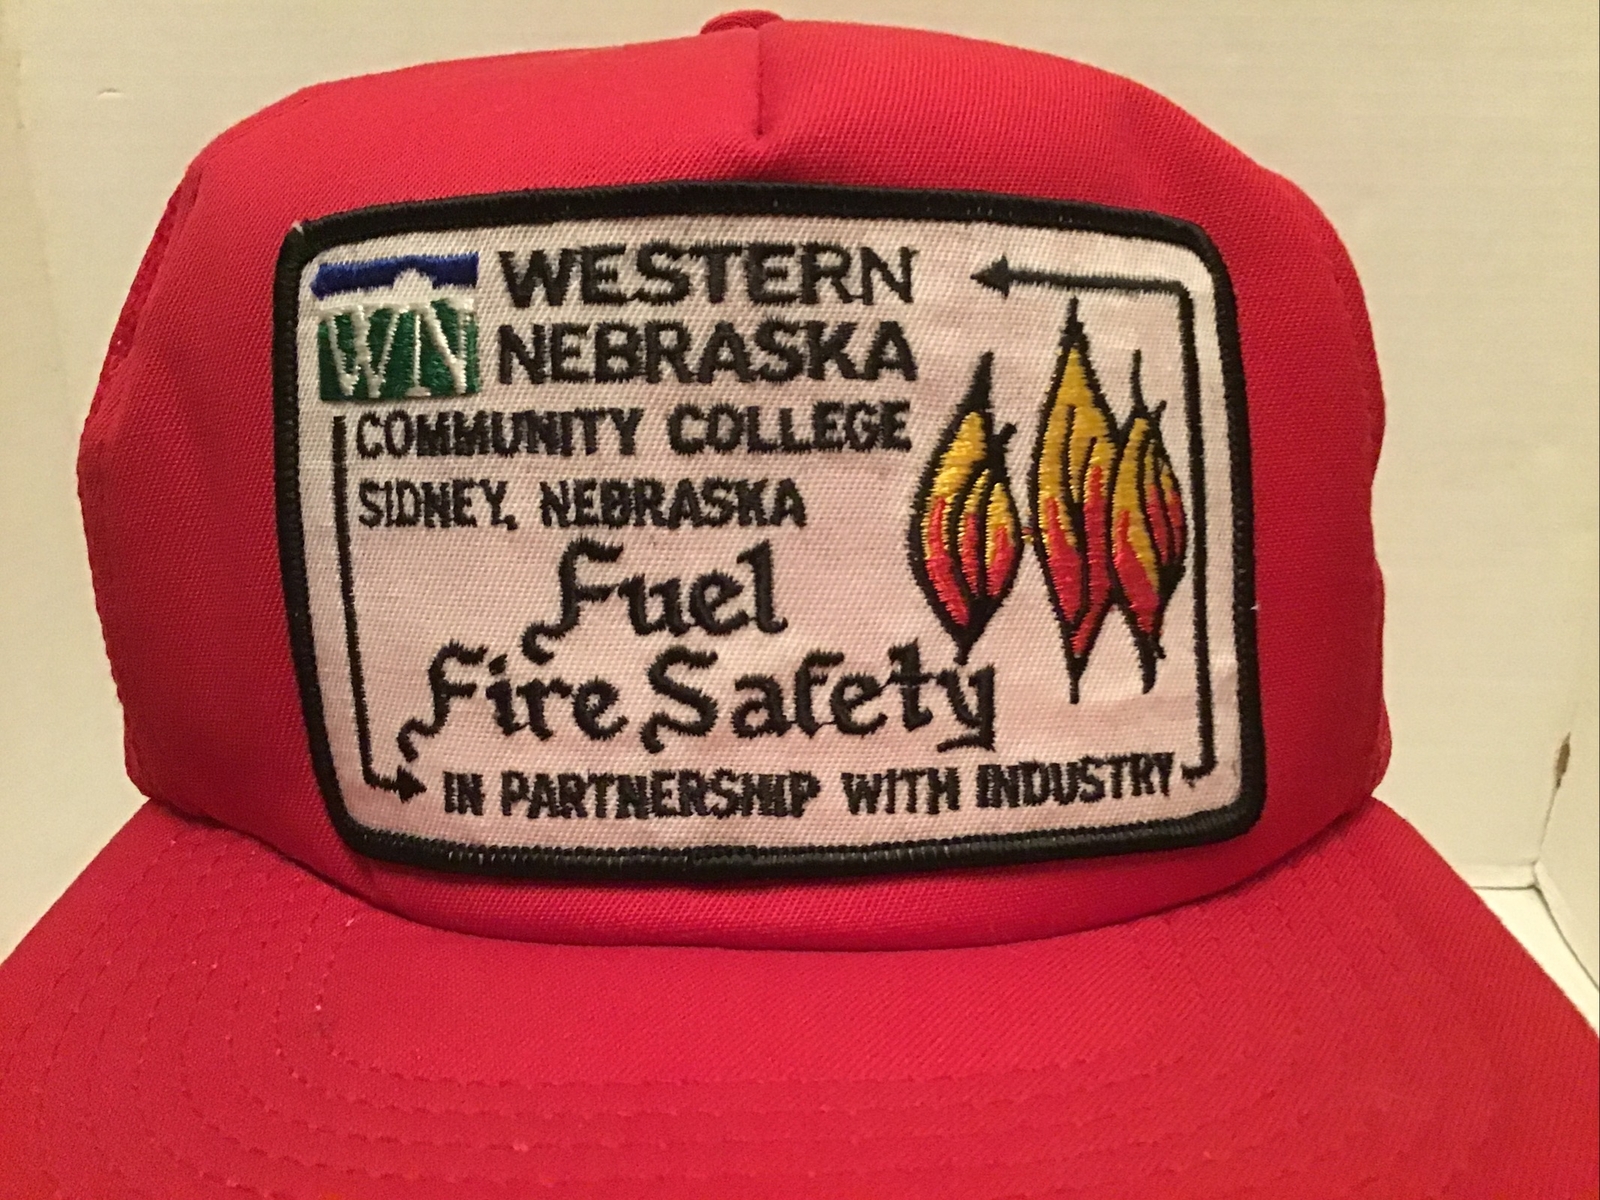 WN
WESTERN
NEBRASKA
COMMUNITY COLLEGE
SIDNEY, NEBRASKA
Fuel
Fire Safety
IN PARTNERSHIP WITH INDUSTRY